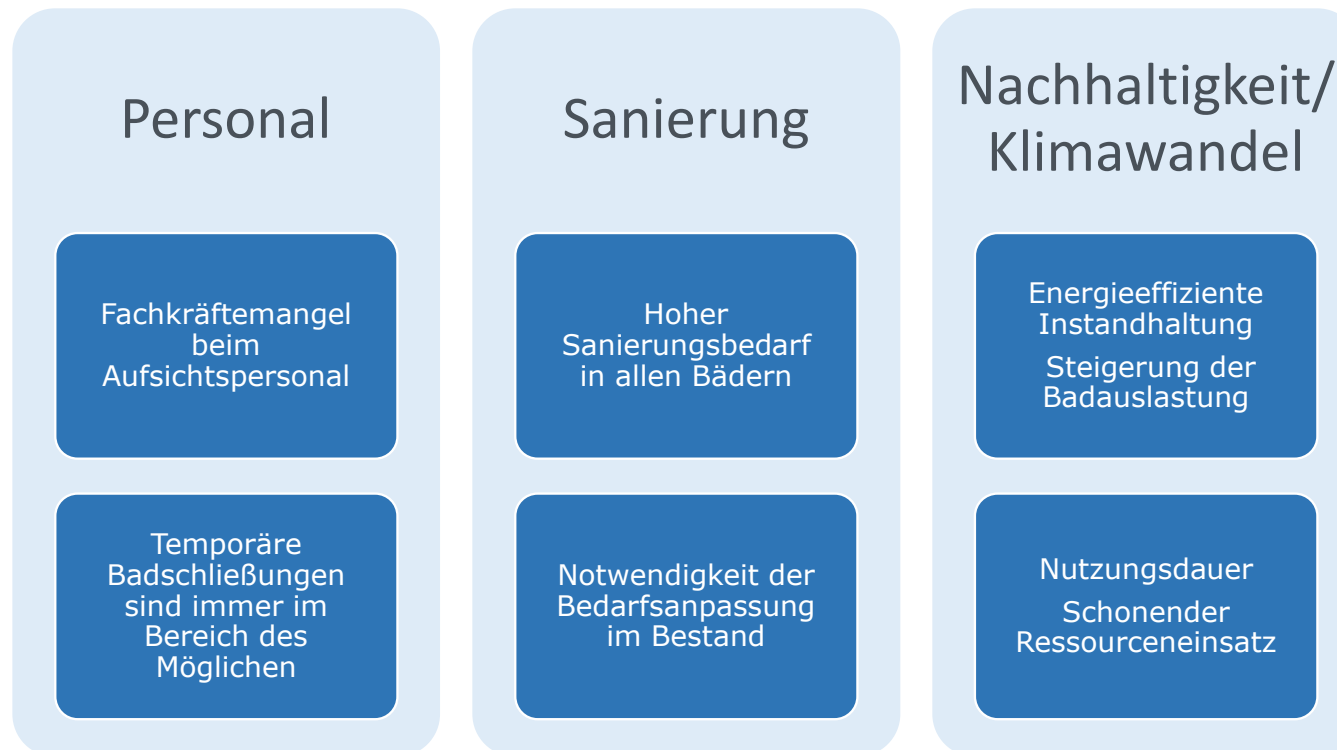 Personal
Fachkräftemangel
beim
Aufsichtspersonal
Temporäre
Badschließungen
sind immer im
Bereich des
Möglichen
Sanierung
Hoher
Sanierungsbedarf
in allen Bädern
Notwendigkeit der
Bedarfsanpassung
im Bestand
Nachhaltigkeit/
Klimawandel
Energieeffiziente
Instandhaltung
Steigerung der
Badauslastung
Nutzungsdauer
Schonender
Ressourceneinsatz